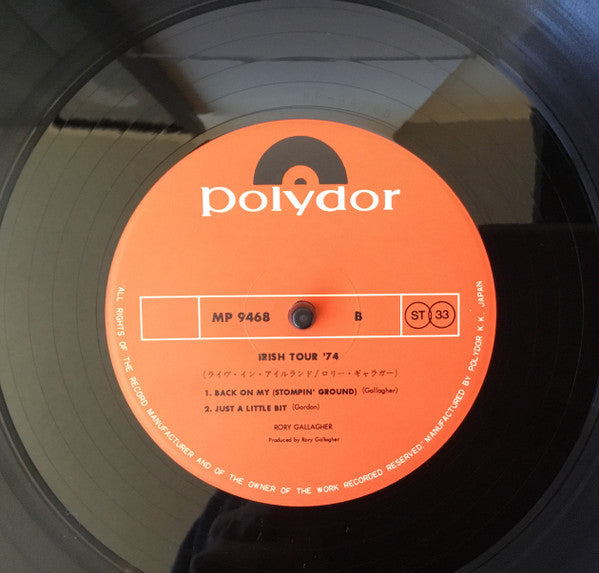 polydor
MP 9468 B ST 33
IRISH TOUR '74
(ライヴ・イン・アイルランド/ロリー・ギャラガー)
1. BACK ON MY (STOMPIN' GROUND) (Gallagher)
2. JUST A LITTLE BIT (Gordon)
RORY GALLAGHER
Produced by Rory Gallagher
ALL RIGHTS OF THE RECORD MANUFACTURER AND OF THE OWNER OF THE WORK RECORDED RESERVED. MANUFACTURED BY POLYDOR K.K. JAPAN